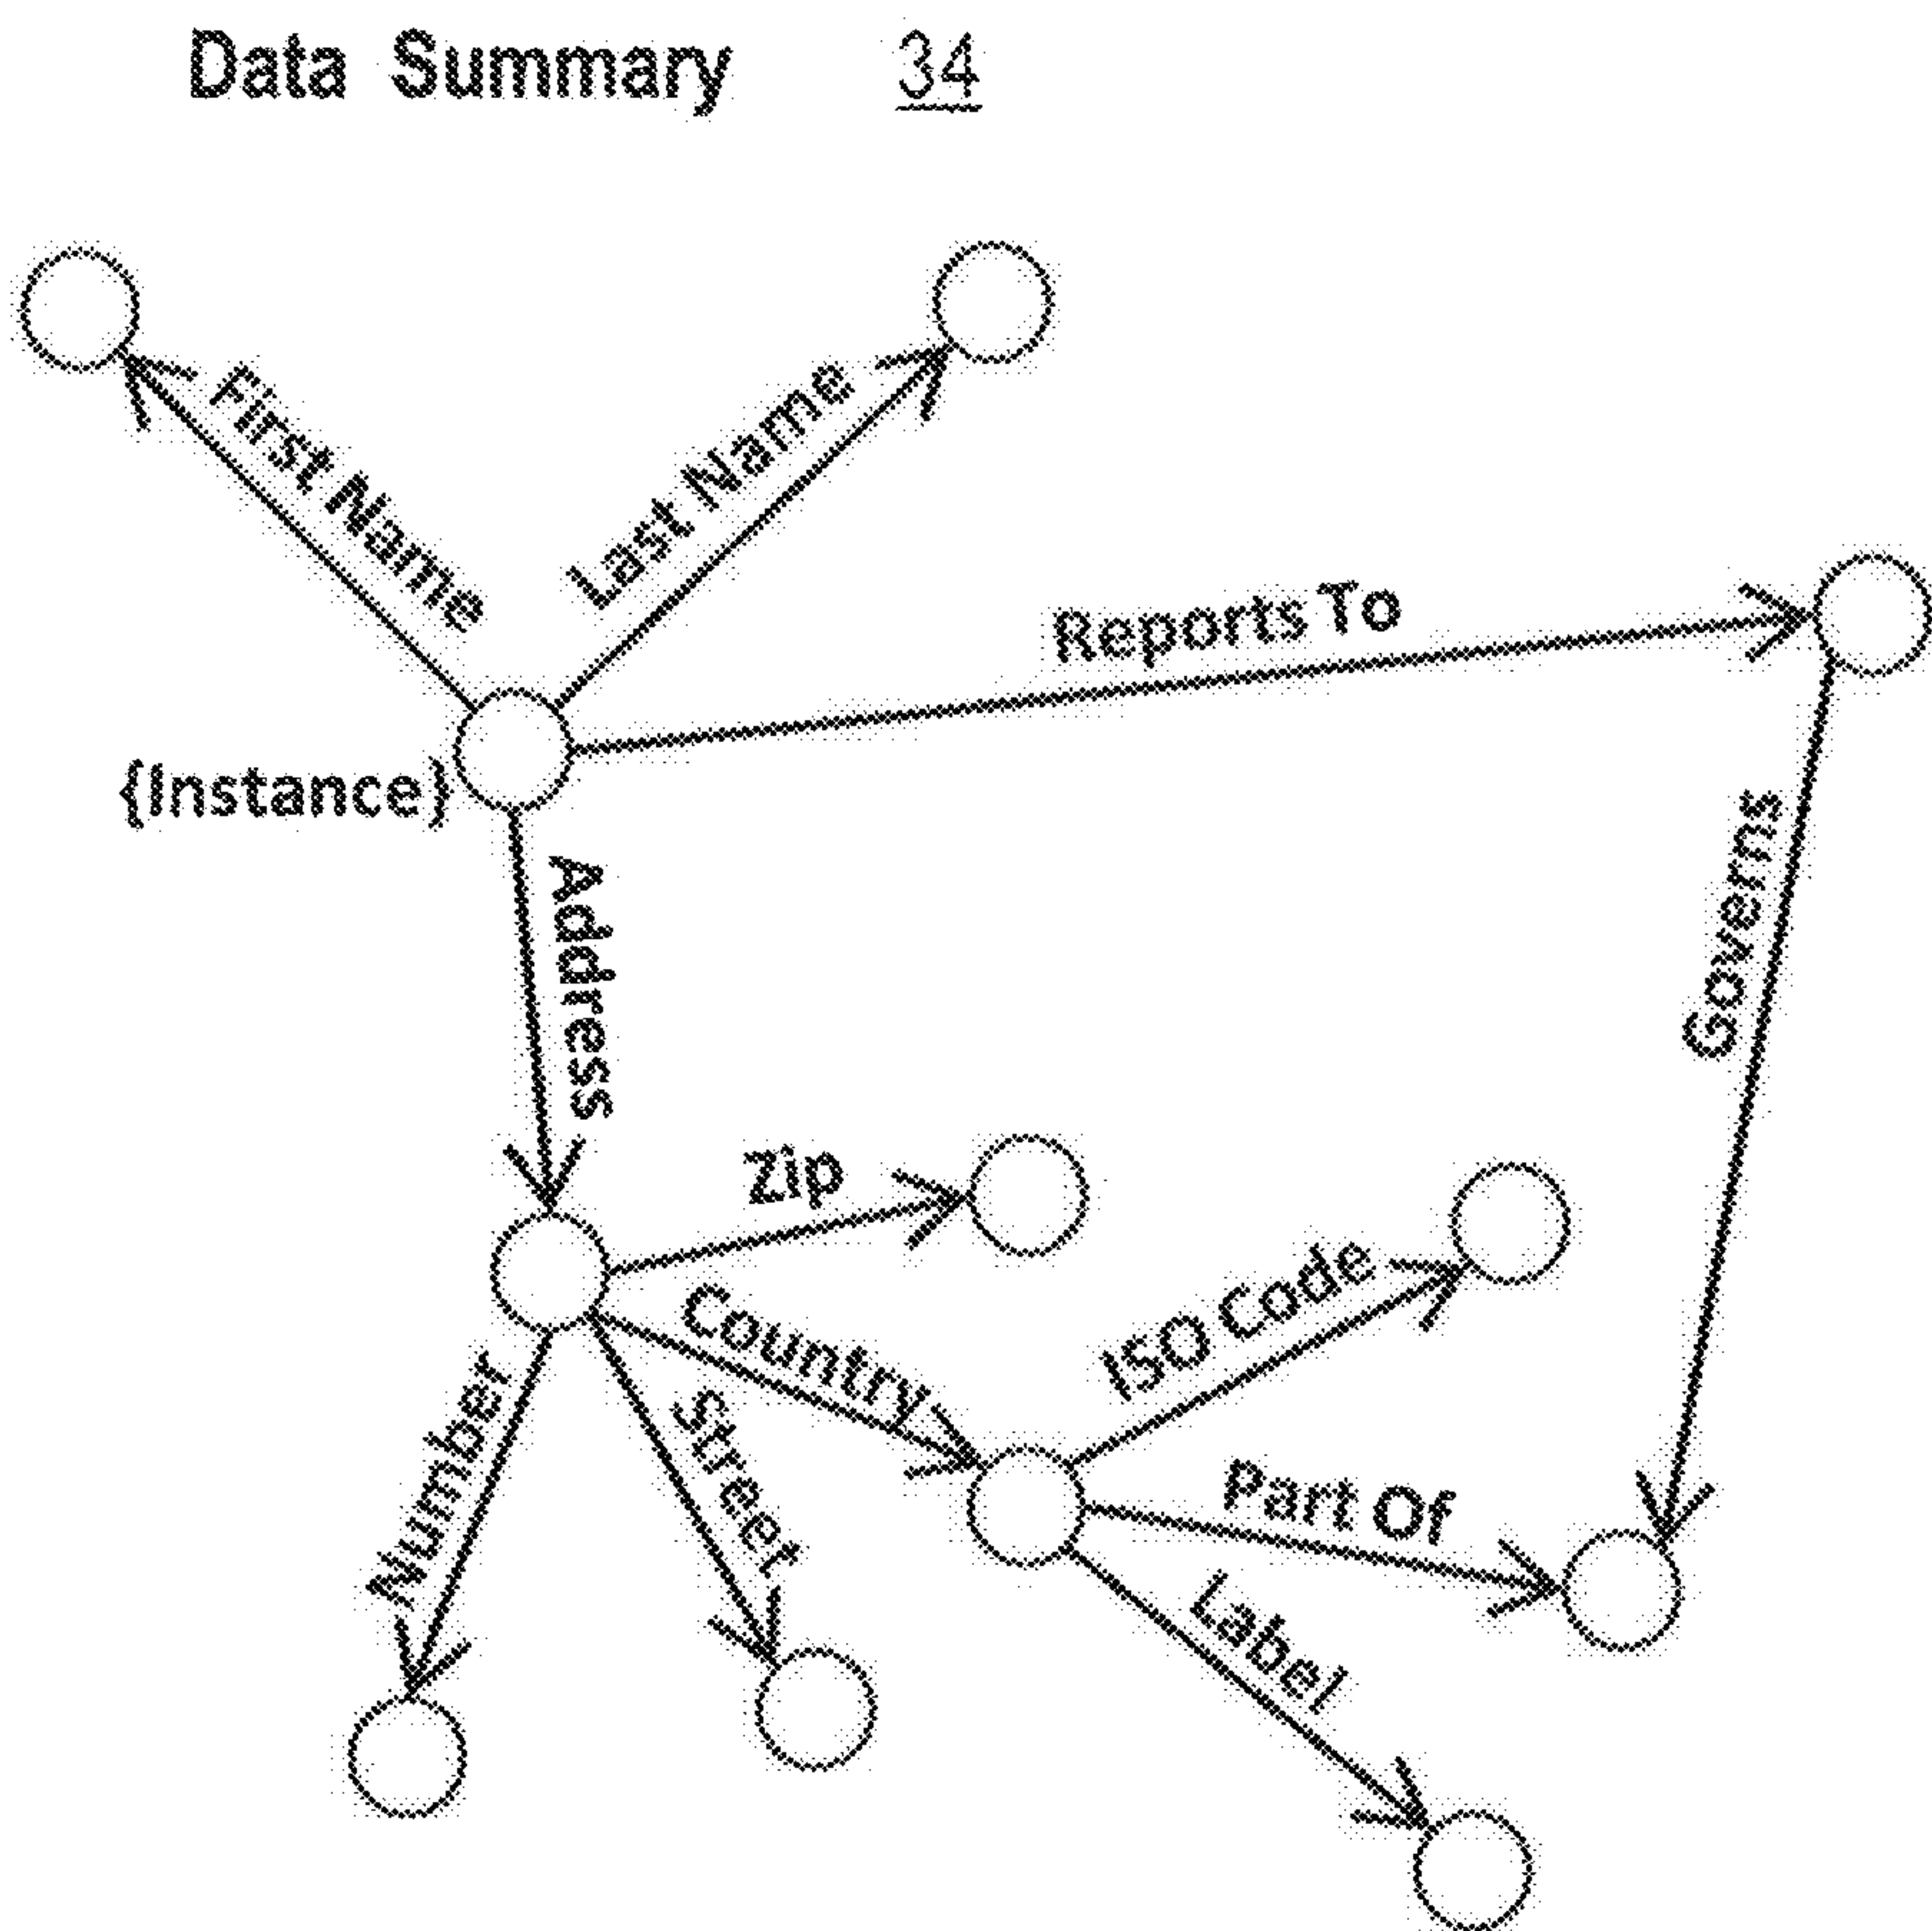 Data Summary 34
First Name
Last Name
Reports To
{Instance}
Governs
Address
Zip
Country
ISO Code
Number
Street
Part Of
Label